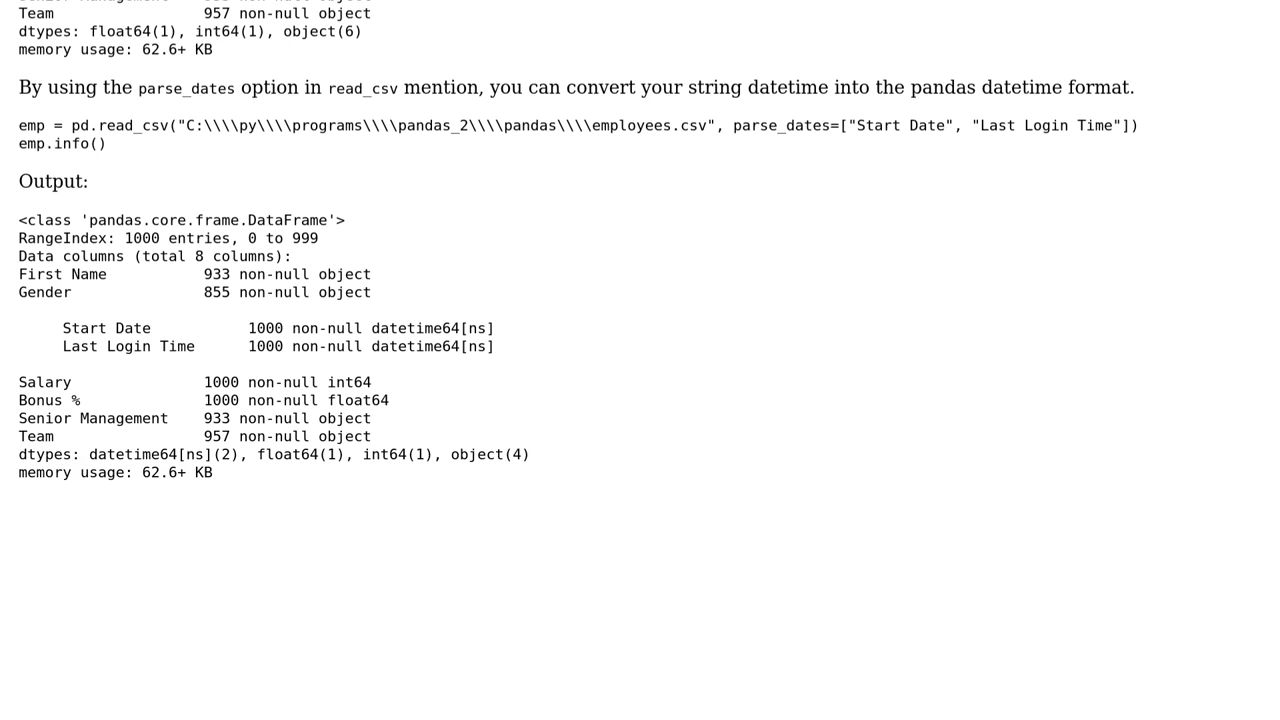 Team                 957 non-null object
dtypes: float64(1), int64(1), object(6)
memory usage: 62.6+ KB
By using the parse_dates option in read_csv mention, you can convert your string datetime into the pandas datetime format.
emp = pd.read_csv("C:\\\\py\\\\programs\\\\pandas_2\\\\pandas\\\\employees.csv", parse_dates=["Start Date", "Last Login Time"])
emp.info()
Output:
<class 'pandas.core.frame.DataFrame'>
RangeIndex: 1000 entries, 0 to 999
Data columns (total 8 columns):
First Name           933 non-null object
Gender               855 non-null object
     Start Date           1000 non-null datetime64[ns]
     Last Login Time      1000 non-null datetime64[ns]
Salary               1000 non-null int64
Bonus %              1000 non-null float64
Senior Management    933 non-null object
Team                 957 non-null object
dtypes: datetime64[ns](2), float64(1), int64(1), object(4)
memory usage: 62.6+ KB